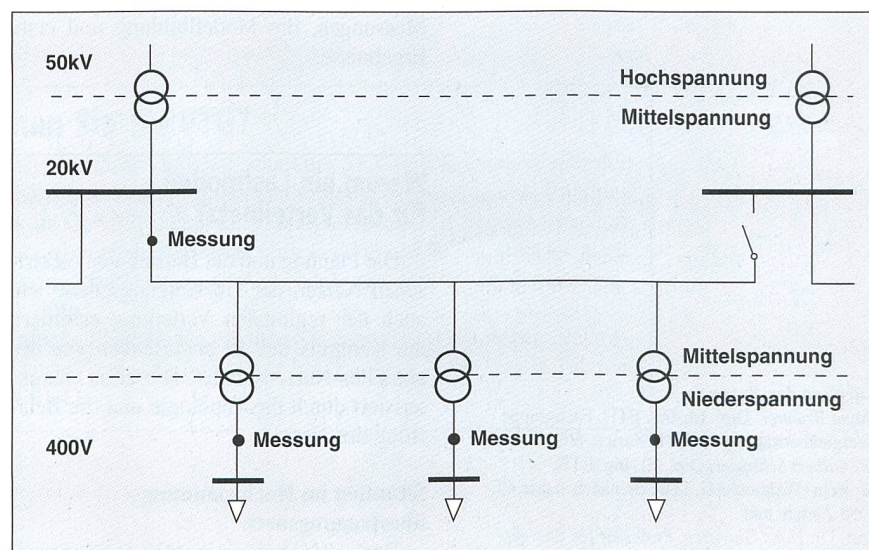 50kV
Hochspannung
Mittelspannung
20kV
Messung
Mittelspannung
Niederspannung
Messung
Messung
Messung
400V